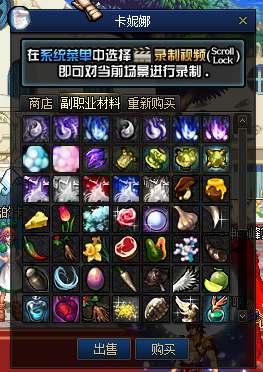 卡妮娜
在系统菜单中选择 录制视频(Scroll Lock)
即可对当前场景进行录制.
商店 副职业材料 重新购买
出售 购买